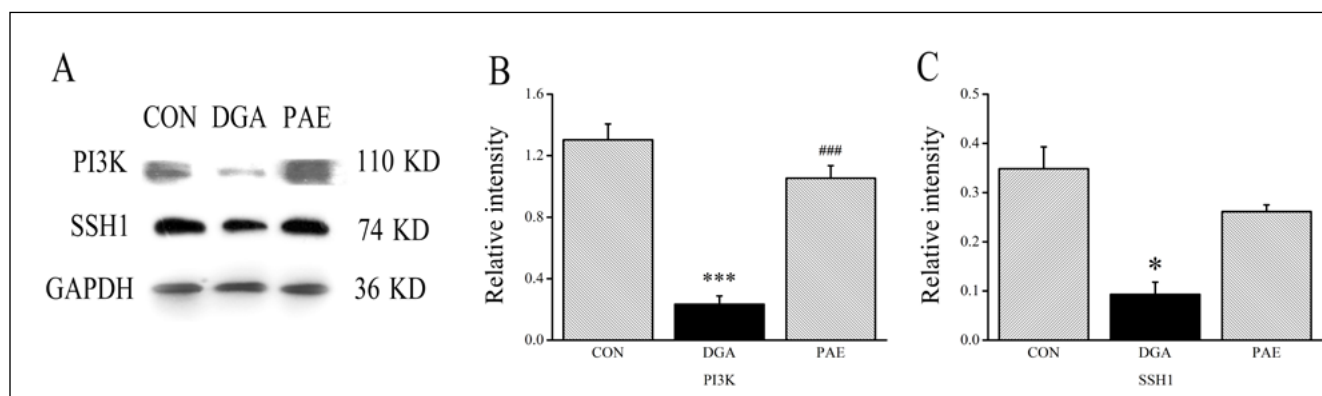 A
CON DGA PAE
PI3K 110 KD
SSH1 74 KD
GAPDH 36 KD
B
Relative intensity
1.6
1.2
0.8
0.4
0.0
***
###
CON DGA PAE
PI3K
C
Relative intensity
0.5
0.4
0.3
0.2
0.1
0.0
*
CON DGA PAE
SSH1